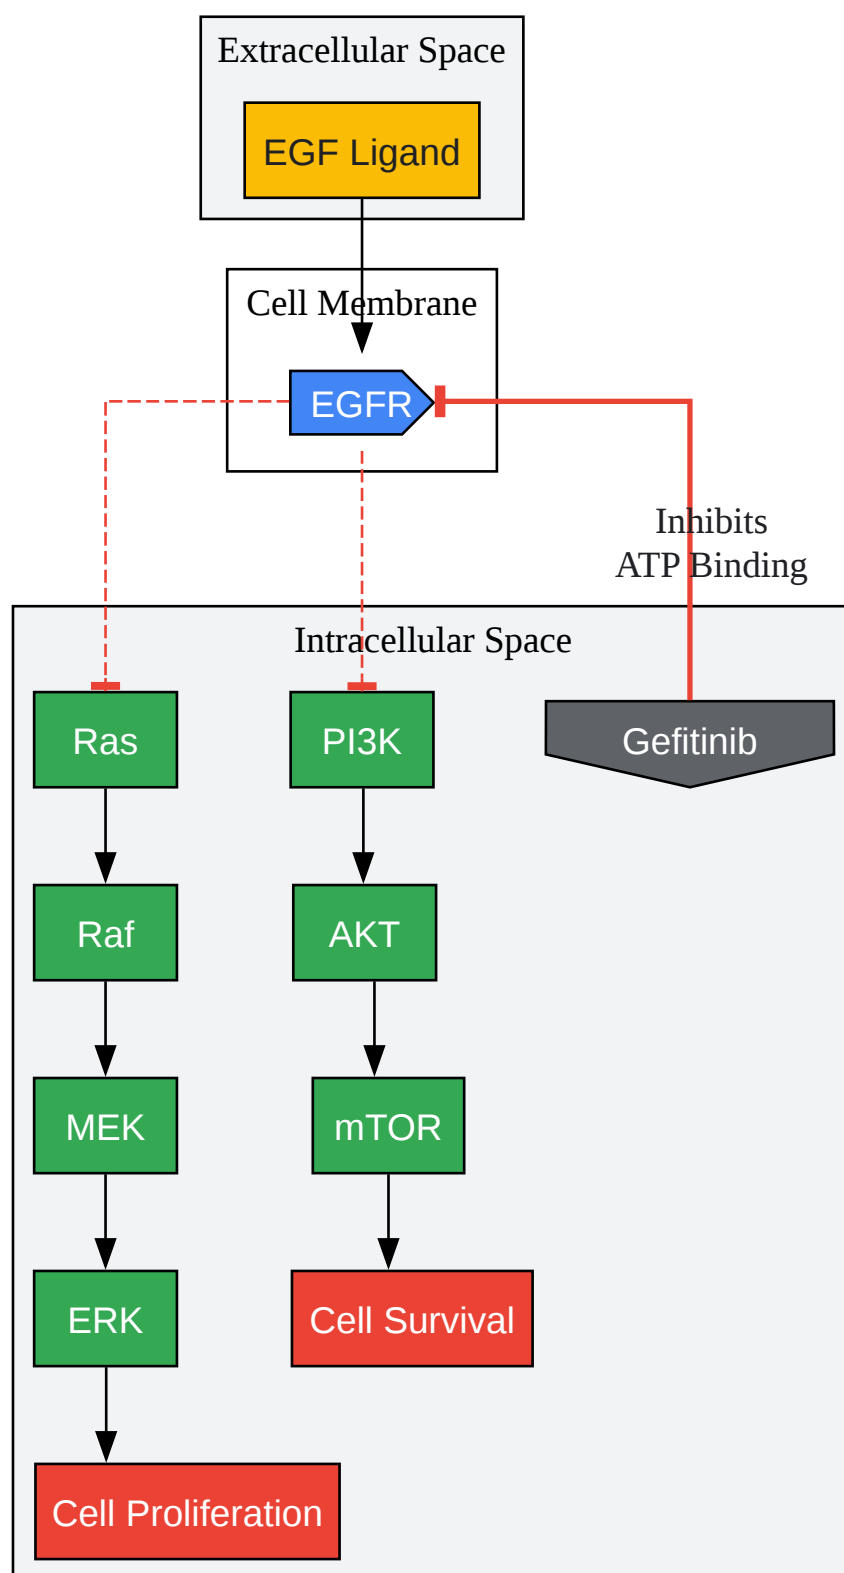 Extracellular Space
EGF Ligand
Cell Membrane
EGFR
Inhibits
ATP Binding
Intracellular Space
Ras
PI3K
Gefitinib
Raf
AKT
MEK
mTOR
ERK
Cell Survival
Cell Proliferation